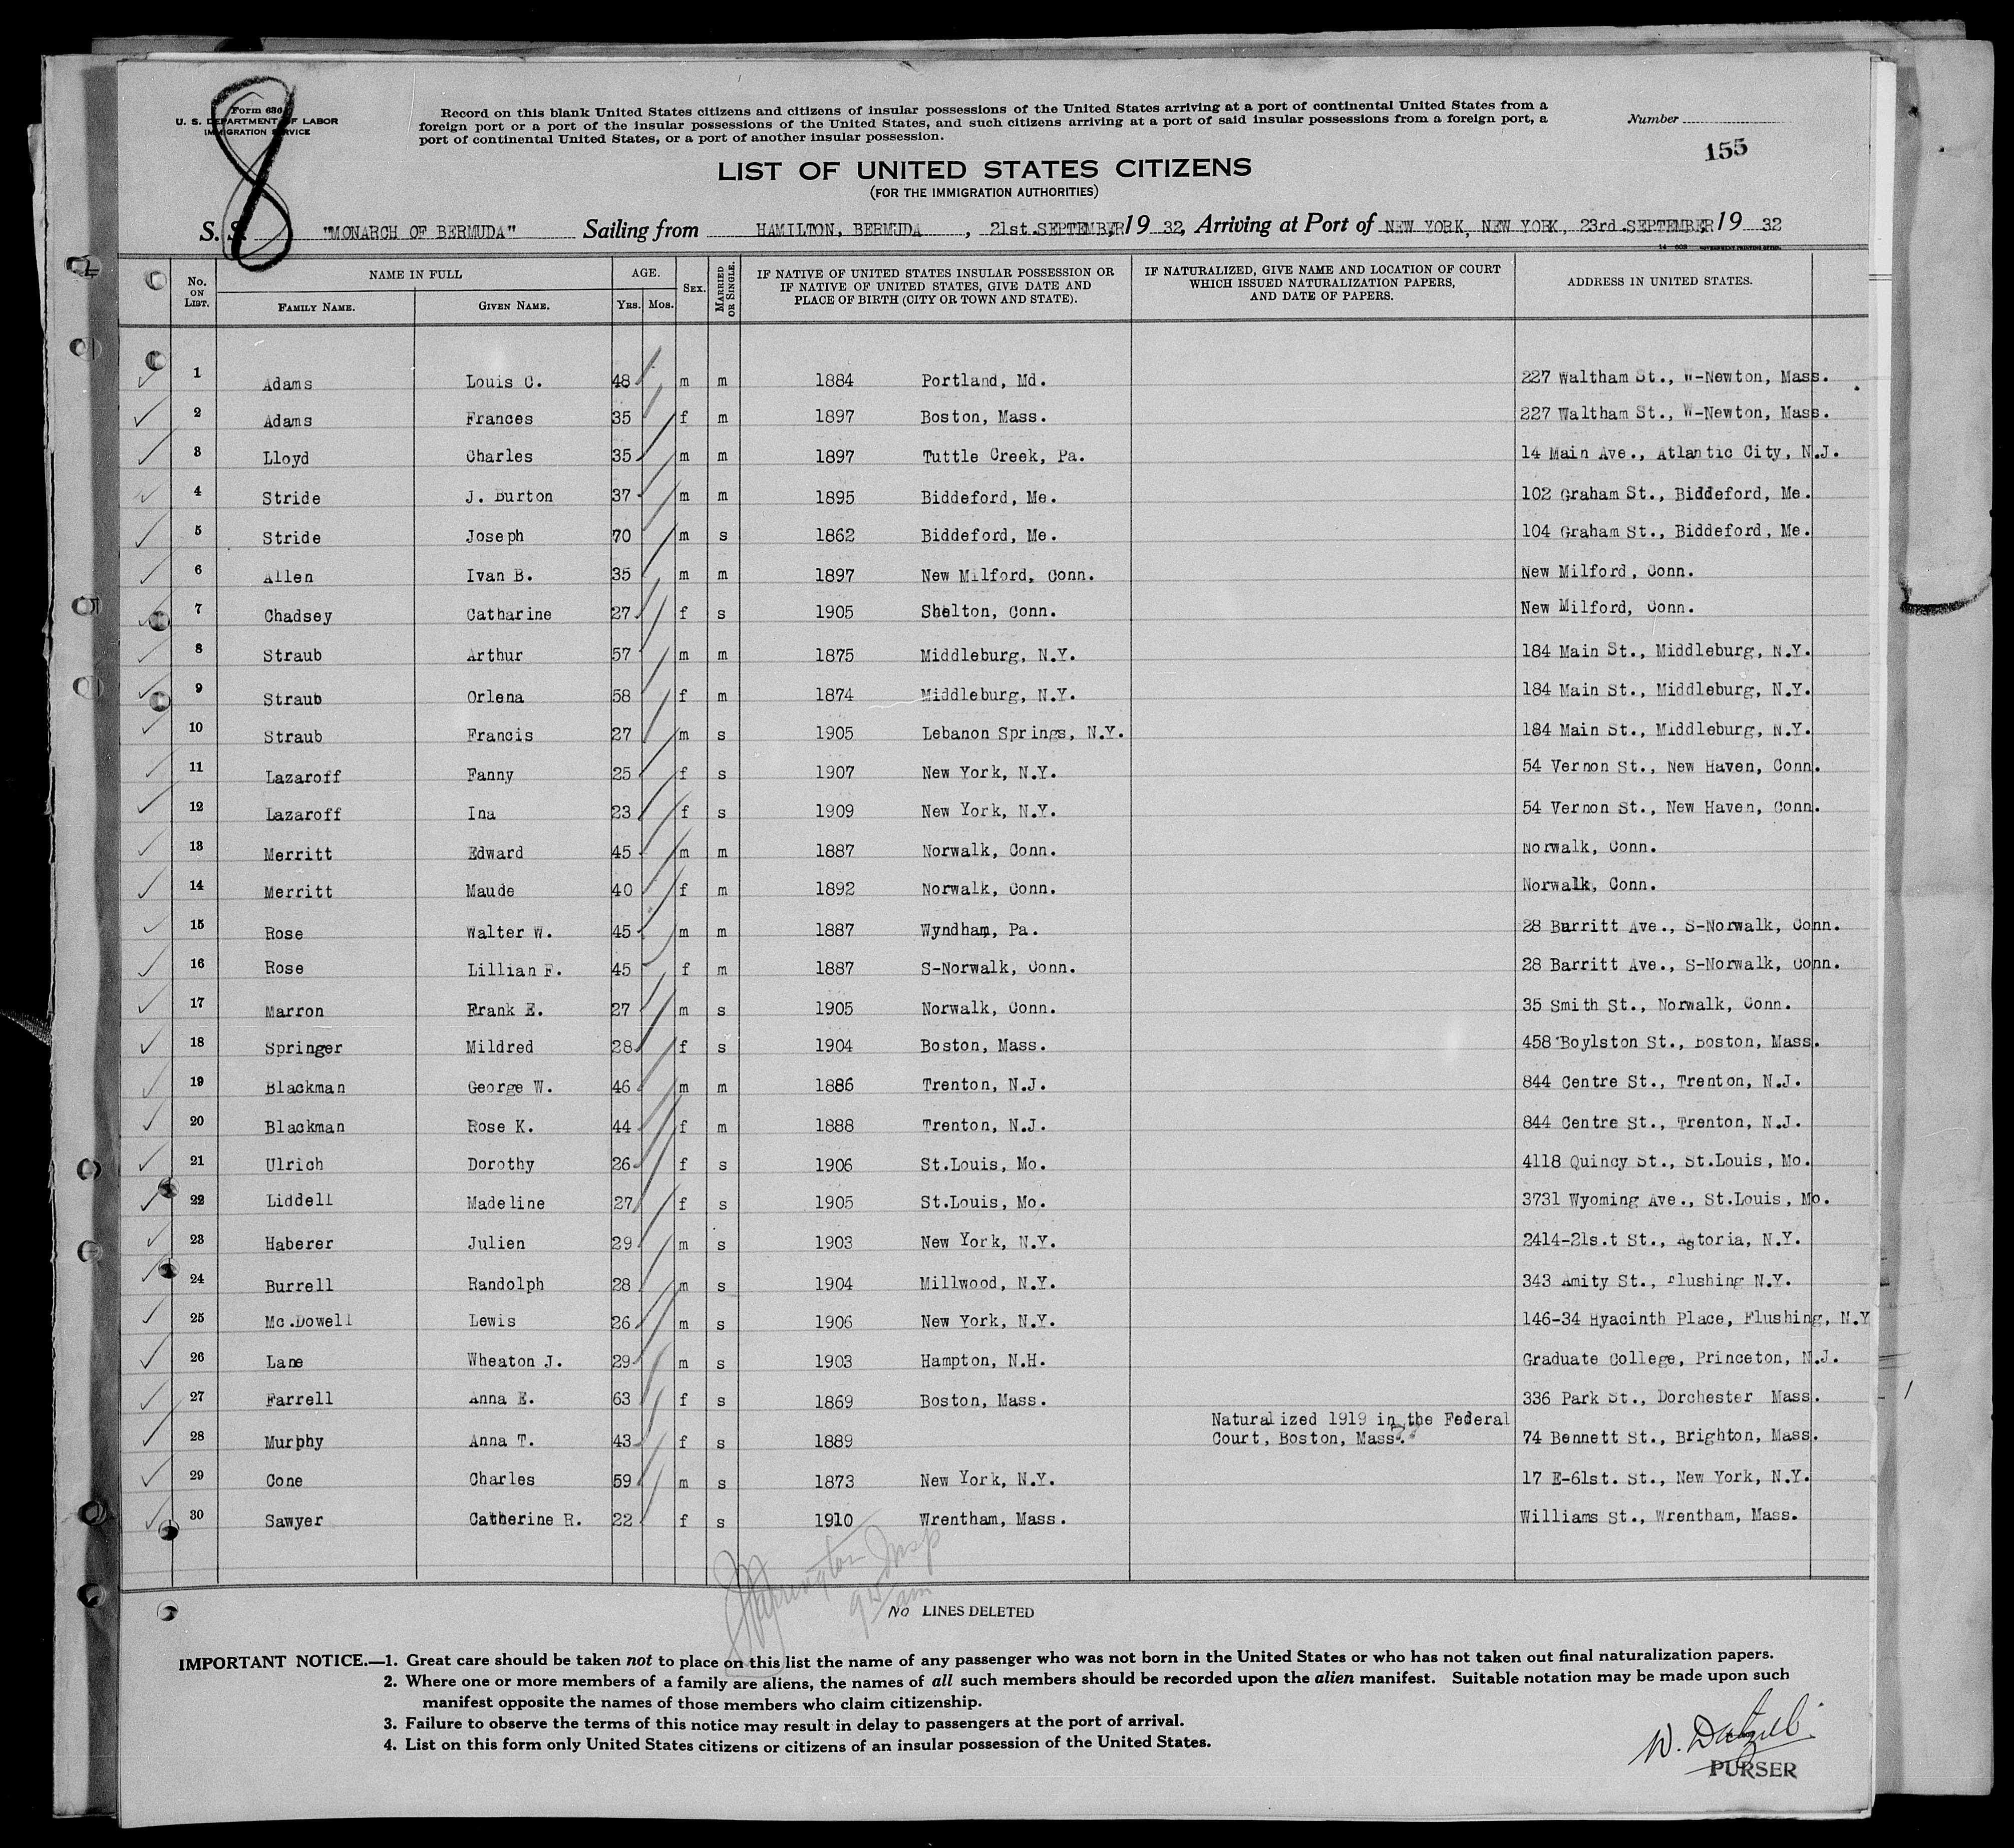 8
Form 636
U. S. DEPARTMENT OF LABOR
IMMIGRATION SERVICE
Record on this blank United States citizens and citizens of insular possessions of the United States arriving at a port of continental United States from a
foreign port or a port of the insular possessions of the United States, and such citizens arriving at a port of said insular possessions from a foreign port, a
port of continental United States, or a port of another insular possession.
Number
155
LIST OF UNITED STATES CITIZENS
(FOR THE IMMIGRATION AUTHORITIES)
S. S. "MONARCH OF BERMUDA" Sailing from HAMILTON, BERMUDA , 21st.SEPTEMBER, 19 32, Arriving at Port of NEW YORK, NEW YORK, 23rd.SEPTEMBER, 19 32
No. ON LIST. NAME IN FULL FAMILY NAME. GIVEN NAME. AGE. YRS. MOS. SEX. MARRIED OR SINGLE. IF NATIVE OF UNITED STATES INSULAR POSSESSION OR IF NATIVE OF UNITED STATES, GIVE DATE AND PLACE OF BIRTH (CITY OR TOWN AND STATE). IF NATURALIZED, GIVE NAME AND LOCATION OF COURT WHICH ISSUED NATURALIZATION PAPERS, AND DATE OF PAPERS. ADDRESS IN UNITED STATES.
1 Adams Louis C. 48 m m 1884 Portland, Md. 227 Waltham St., W-Newton, Mass.
2 Adams Frances 35 f m 1897 Boston, Mass. 227 Waltham St., W-Newton, Mass.
3 Lloyd Charles 35 m m 1897 Tuttle Creek, Pa. 14 Main Ave., Atlantic City, N.J.
4 Stride J. Burton 37 m m 1895 Biddeford, Me. 102 Graham St., Biddeford, Me.
5 Stride Joseph 70 m s 1862 Biddeford, Me. 104 Graham St., Biddeford, Me.
6 Allen Ivan B. 35 m m 1897 New Milford, Conn. New Milford, Conn.
7 Chadsey Catharine 27 f s 1905 Shelton, Conn. New Milford, Conn.
8 Straub Arthur 57 m m 1875 Middleburg, N.Y. 184 Main St., Middleburg, N.Y.
9 Straub Orlena 58 f m 1874 Middleburg, N.Y. 184 Main St., Middleburg, N.Y.
10 Straub Francis 27 m s 1905 Lebanon Springs, N.Y. 184 Main St., Middleburg, N.Y.
11 Lazaroff Fanny 25 f s 1907 New York, N.Y. 54 Vernon St., New Haven, Conn.
12 Lazaroff Ina 23 f s 1909 New York, N.Y. 54 Vernon St., New Haven, Conn.
13 Merritt Edward 45 m m 1887 Norwalk, Conn. Norwalk, Conn.
14 Merritt Maude 40 f m 1892 Norwalk, Conn. Norwalk, Conn.
15 Rose Walter W. 45 m m 1887 Wyndham, Pa. 28 Barritt Ave., S-Norwalk, Conn.
16 Rose Lillian F. 45 f m 1887 S-Norwalk, Conn. 28 Barritt Ave., S-Norwalk, Conn.
17 Marron Frank E. 27 m s 1905 Norwalk, Conn. 35 Smith St., Norwalk, Conn.
18 Springer Mildred 28 f s 1904 Boston, Mass. 458 Boylston St., Boston, Mass.
19 Blackman George W. 46 m m 1886 Trenton, N.J. 844 Centre St., Trenton, N.J.
20 Blackman Rose K. 44 f m 1888 Trenton, N.J. 844 Centre St., Trenton, N.J.
21 Ulrich Dorothy 26 f s 1906 St.Louis, Mo. 4118 Quincy St., St.Louis, Mo.
22 Liddell Madeline 27 f s 1905 St.Louis, Mo. 3731 Wyoming Ave., St.Louis, Mo.
23 Haberer Julien 29 m s 1903 New York, N.Y. 2414-21s.t St., Astoria, N.Y.
24 Burrell Randolph 28 m s 1904 Millwood, N.Y. 343 Amity St., Flushing N.Y.
25 Mc.Dowell Lewis 26 m s 1906 New York, N.Y. 146-34 Hyacinth Place, Flushing, N.Y
26 Lane Wheaton J. 29 m s 1903 Hampton, N.H. Graduate College, Princeton, N.J.
27 Farrell Anna E. 63 f s 1869 Boston, Mass. 336 Park St., Dorchester Mass.
28 Murphy Anna T. 43 f s 1889 Naturalized 1919 in the Federal Court, Boston, Mass. 74 Bennett St., Brighton, Mass.
29 Cone Charles 59 m s 1873 New York, N.Y. 17 E-61st. St., New York, N.Y.
30 Sawyer Catherine R. 22 f s 1910 Wrentham, Mass. Williams St., Wrentham, Mass.
Insp
am
NO LINES DELETED
IMPORTANT NOTICE.—1. Great care should be taken not to place on this list the name of any passenger who was not born in the United States or who has not taken out final naturalization papers.
2. Where one or more members of a family are aliens, the names of all such members should be recorded upon the alien manifest. Suitable notation may be made upon such
manifest opposite the names of those members who claim citizenship.
3. Failure to observe the terms of this notice may result in delay to passengers at the port of arrival.
4. List on this form only United States citizens or citizens of an insular possession of the United States.
W.
PURSER